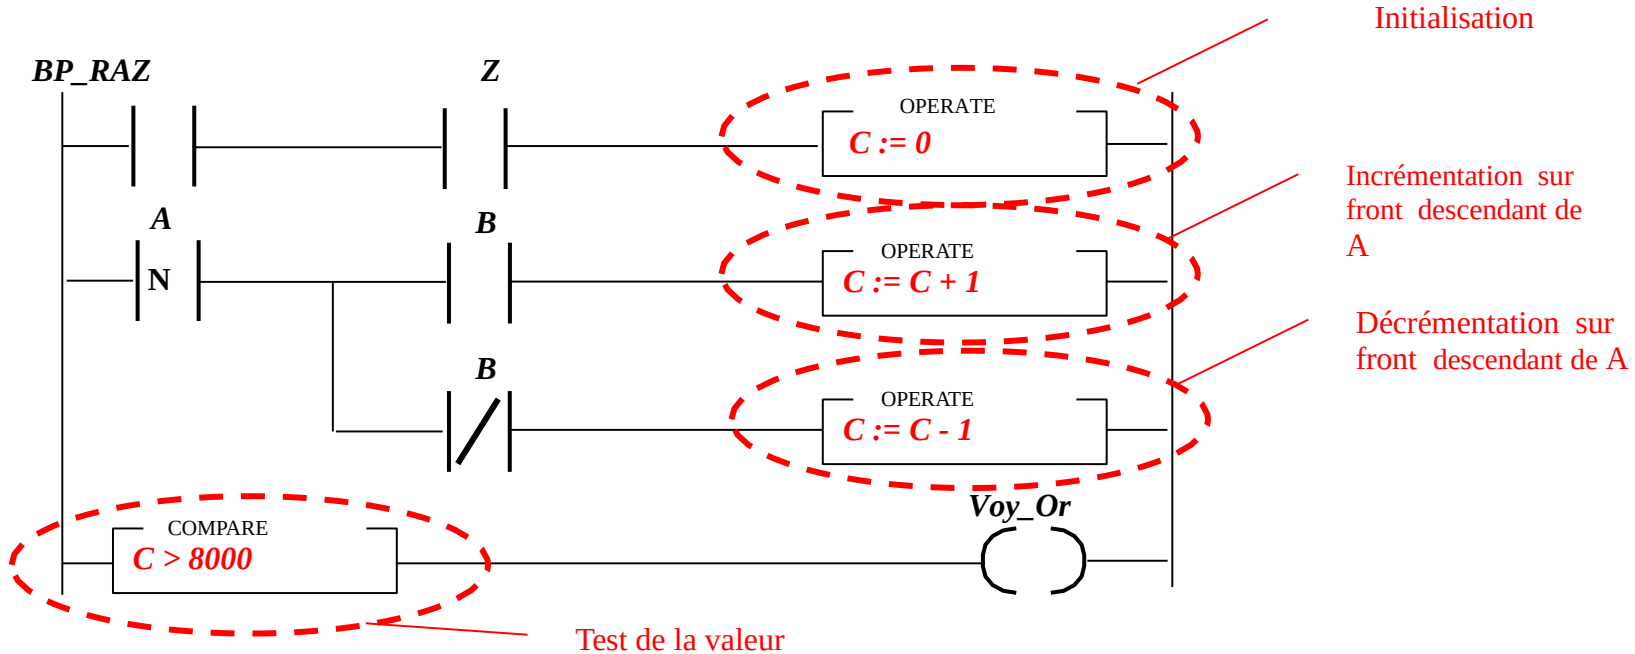 Initialisation
BP_RAZ
Z
OPERATE
C := 0
Incrémentation sur
front descendant de
A
A
B
N
OPERATE
C := C + 1
Décrémentation sur
front descendant de A
B
OPERATE
C := C - 1
Voy_Or
COMPARE
C > 8000
Test de la valeur